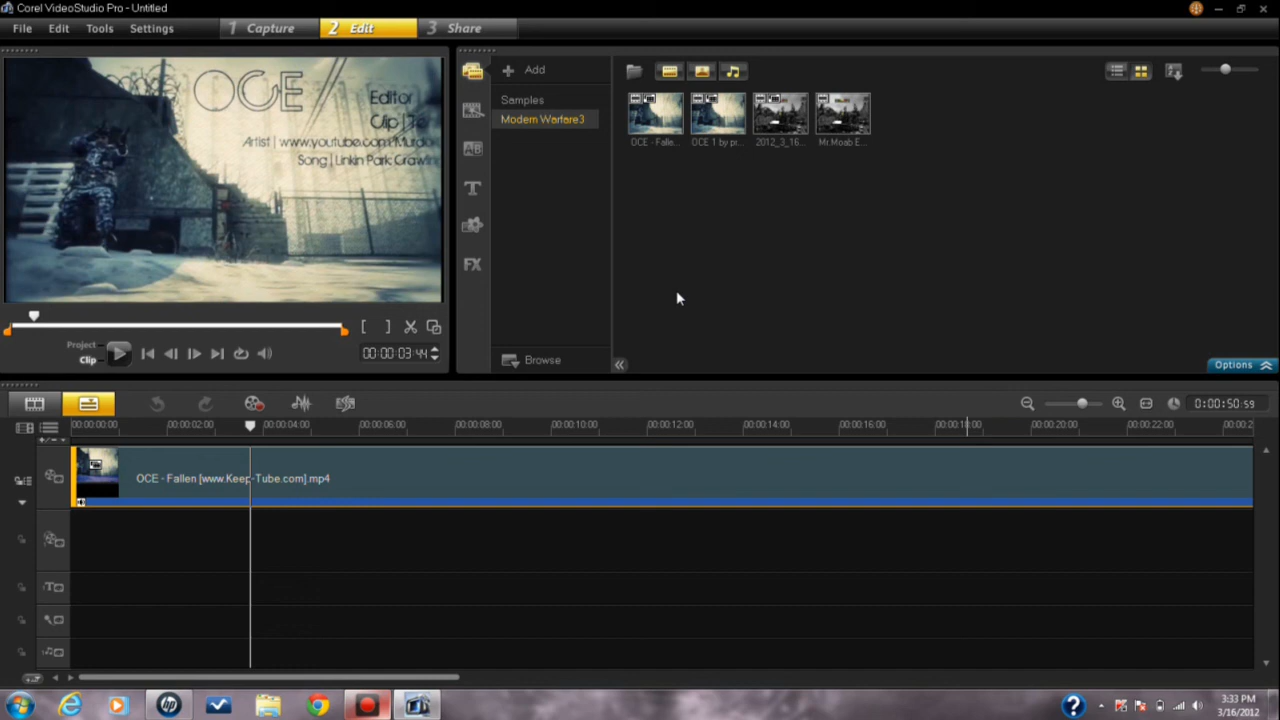 Corel VideoStudio Pro - Untitled
File Edit Tools Settings 1 Capture 2 Edit 3 Share
OCE //
Editor
Clip
Artist | www.youtube.com
Song | Linkin Park Crawlin
Project
Clip
00:00:03:44
Add
Samples
Modern Warfare3
Browse
OCE - Falle... OCE 1 by pr... 2012_3_16... Mr.Moab E...
Options
0:00:50:59
00:00:00:00 00:00:02:00 00:00:04:00 00:00:06:00 00:00:08:00 00:00:10:00 00:00:12:00 00:00:14:00 00:00:16:00 00:00:18:00 00:00:20:00 00:00:22:00 00:00:2
OCE - Fallen [www.Keep-Tube.com].mp4
3:33 PM
3/16/2012